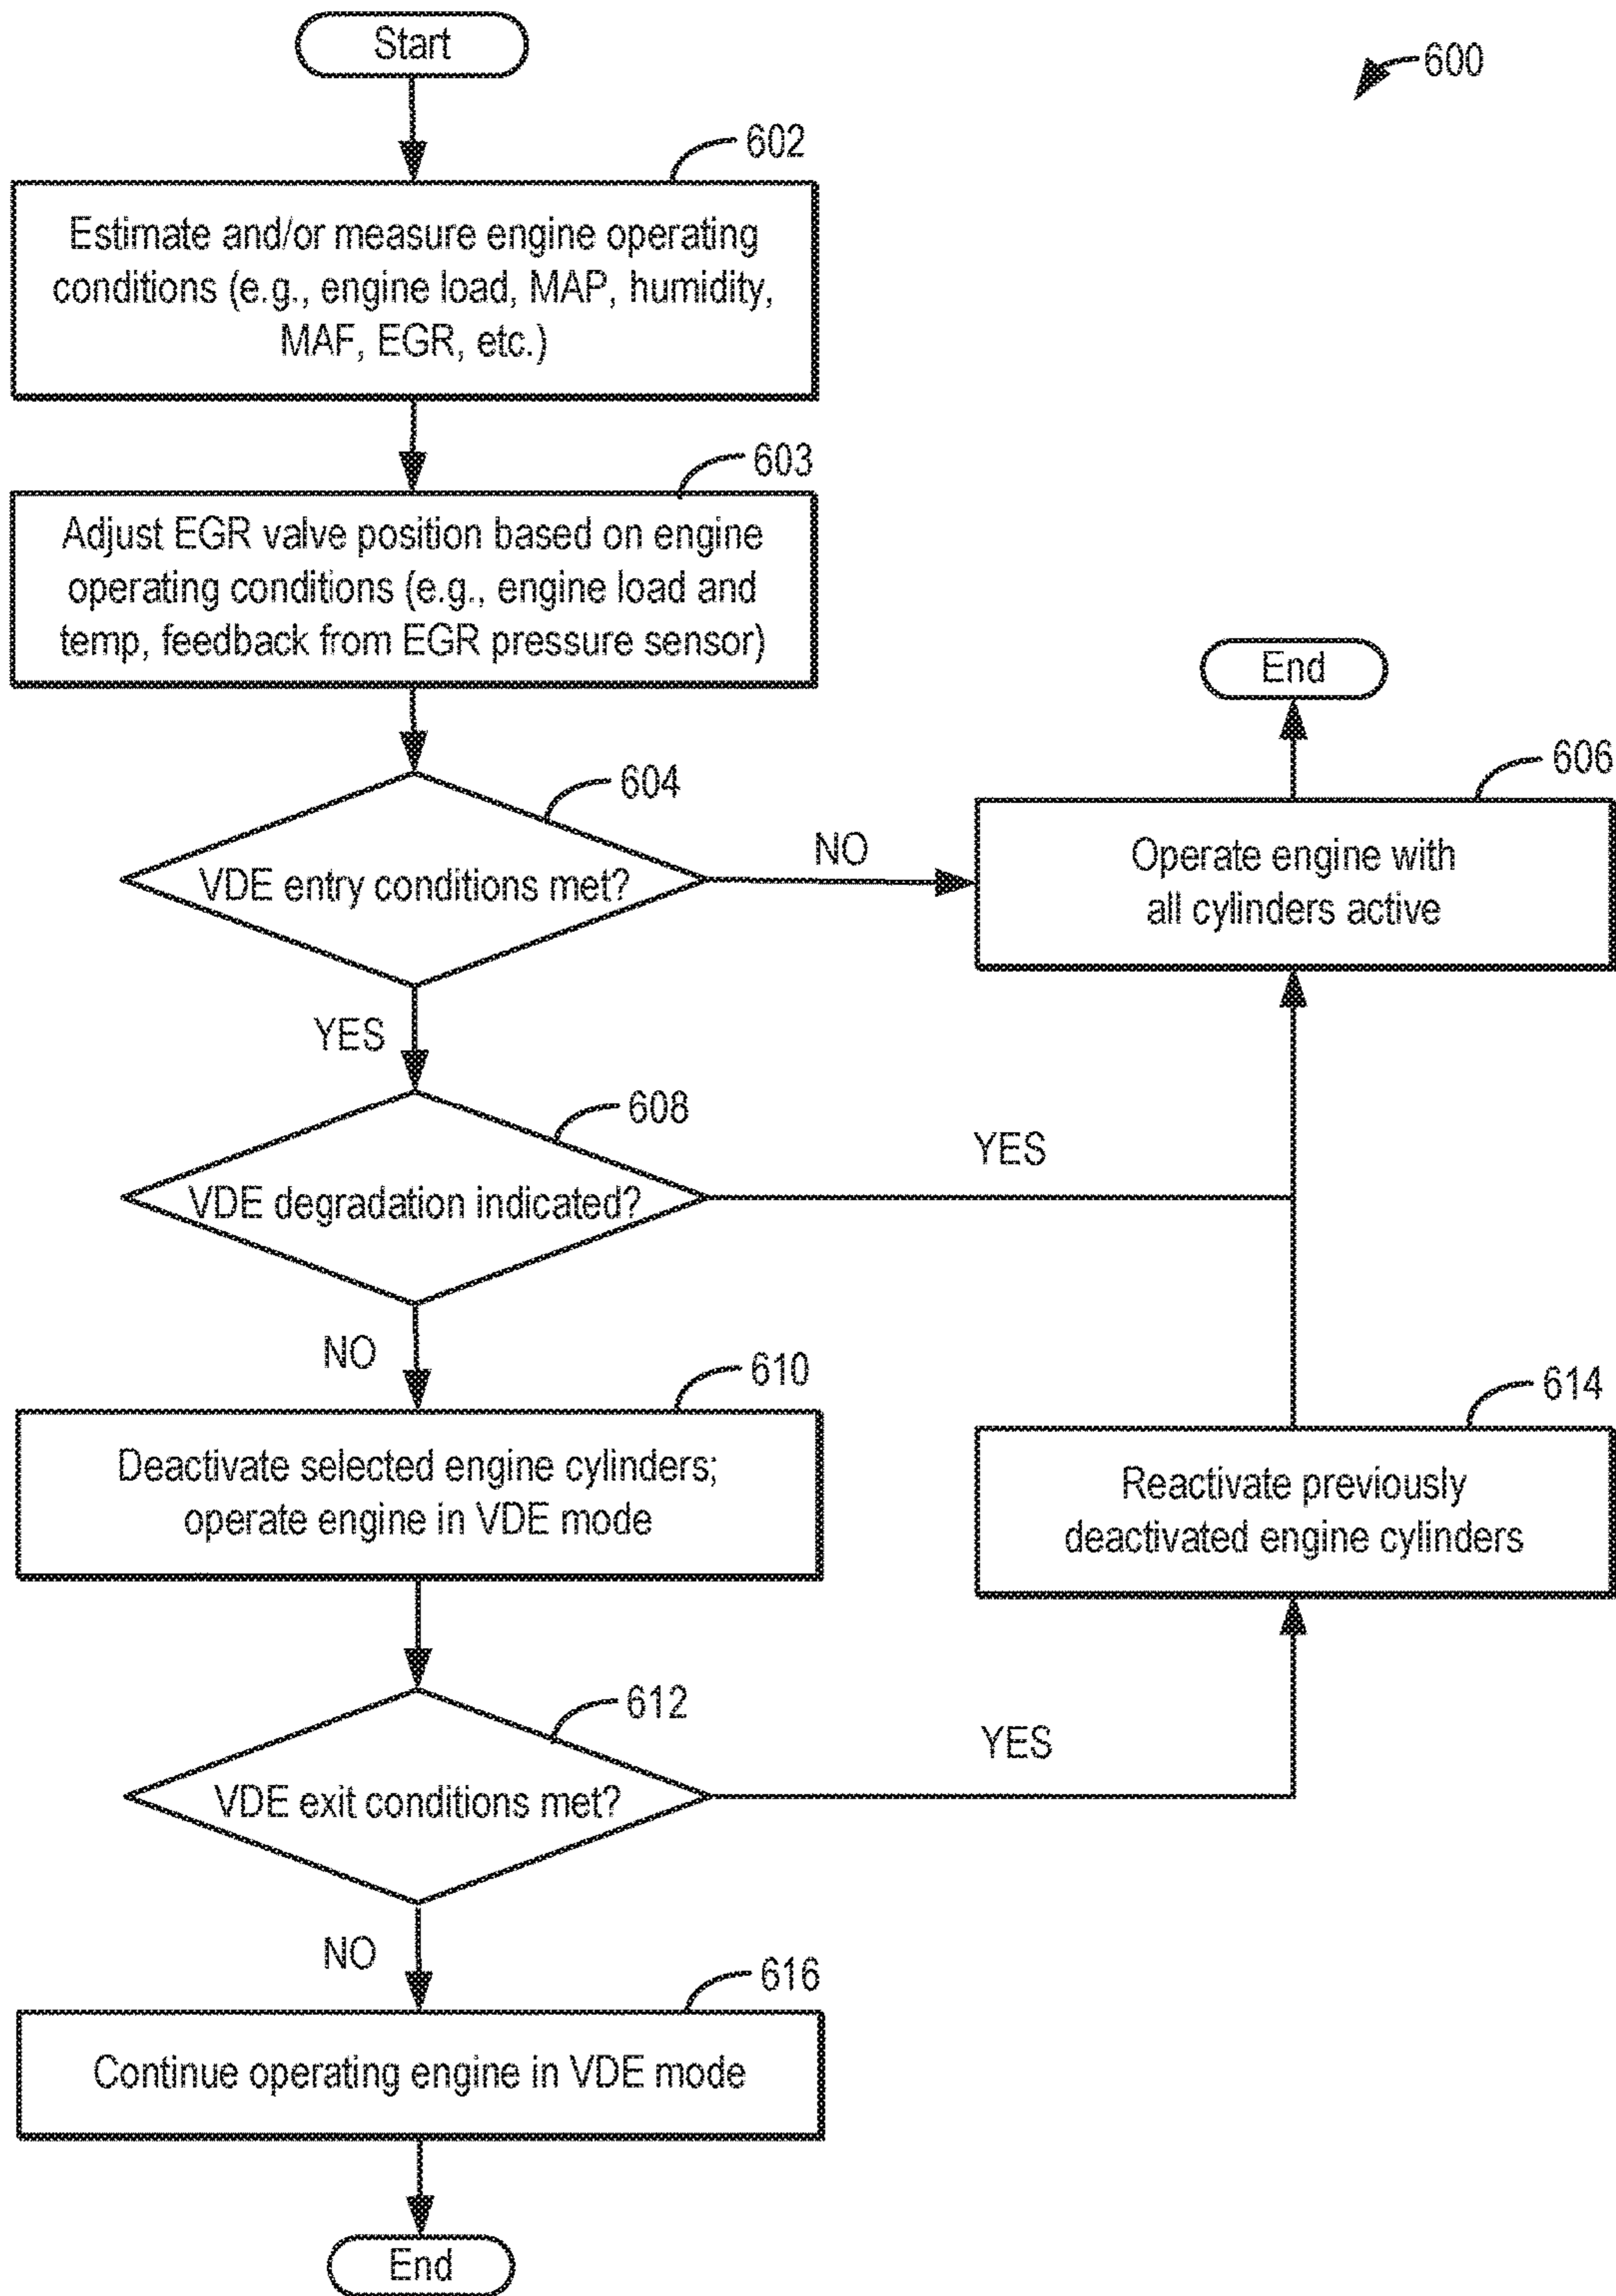 Start
600
602
Estimate and/or measure engine operating
conditions (e.g., engine load, MAP, humidity,
MAF, EGR, etc.)
603
Adjust EGR valve position based on engine
operating conditions (e.g., engine load and
temp, feedback from EGR pressure sensor)
End
604
606
VDE entry conditions met?
NO
Operate engine with
all cylinders active
YES
608
VDE degradation indicated?
YES
NO
610
Deactivate selected engine cylinders;
operate engine in VDE mode
614
Reactivate previously
deactivated engine cylinders
612
VDE exit conditions met?
YES
NO
616
Continue operating engine in VDE mode
End